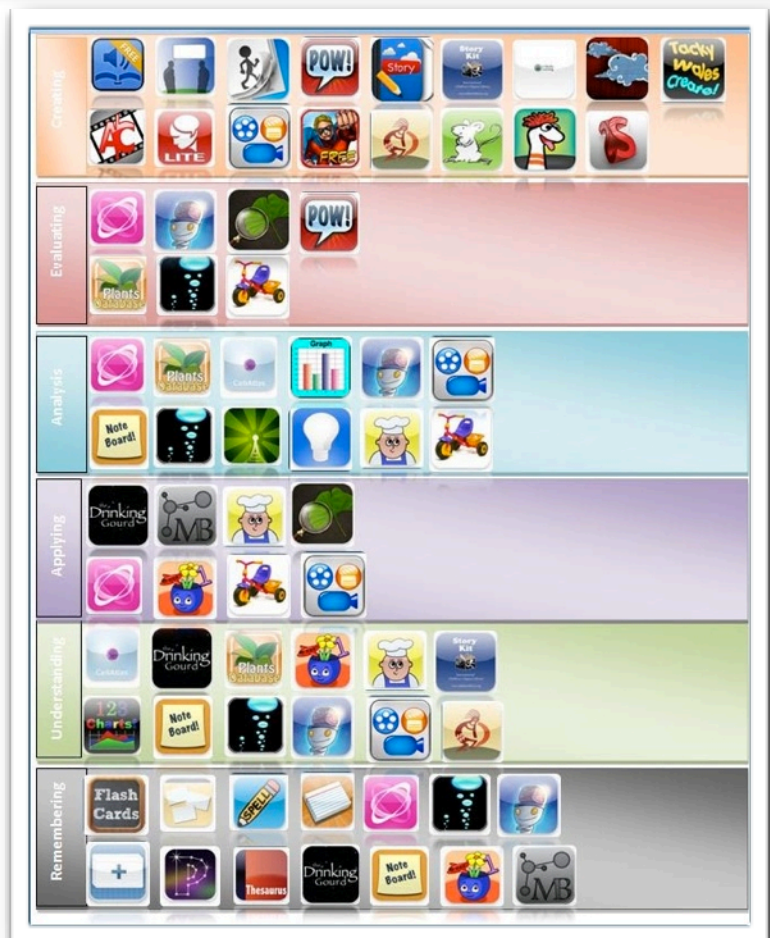 Creating
FREE
POW!
Story
Story Kit
Tacky Wales Create!
AC
LITE
FREE
S
Evaluating
POW!
Plants
Database
Analysis
Plants
Database
CellAtlas
Graph
Note
Board!
Applying
Drinking
Gourd
MB
Understanding
CellAtlas
Drinking
Gourd
Plants
Database
Story
Kit
123
Charts!
Note
Board!
Remembering
Flash
Cards
SPELL
P
Thesaurus
Drinking
Gourd
Note
Board!
MB